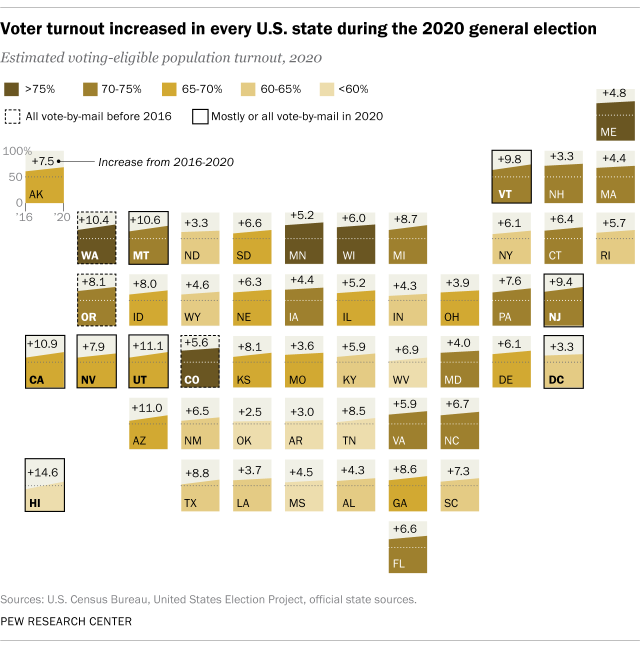 Voter turnout increased in every U.S. state during the 2020 general election
Estimated voting-eligible population turnout, 2020
>75% 70-75% 65-70% 60-65% <60%
All vote-by-mail before 2016 Mostly or all vote-by-mail in 2020
+4.8
ME
100%
50
0
'16 '20
+7.5
AK
Increase from 2016-2020
+9.8
VT
+3.3
NH
+4.4
MA
+10.4
WA
+10.6
MT
+3.3
ND
+6.6
SD
+5.2
MN
+6.0
WI
+8.7
MI
+6.1
NY
+6.4
CT
+5.7
RI
+8.1
OR
+8.0
ID
+4.6
WY
+6.3
NE
+4.4
IA
+5.2
IL
+4.3
IN
+3.9
OH
+7.6
PA
+9.4
NJ
+10.9
CA
+7.9
NV
+11.1
UT
+5.6
CO
+8.1
KS
+3.6
MO
+5.9
KY
+6.9
WV
+4.0
MD
+6.1
DE
+3.3
DC
+11.0
AZ
+6.5
NM
+2.5
OK
+3.0
AR
+8.5
TN
+5.9
VA
+6.7
NC
+14.6
HI
+8.8
TX
+3.7
LA
+4.5
MS
+4.3
AL
+8.6
GA
+7.3
SC
+6.6
FL
Sources: U.S. Census Bureau, United States Election Project, official state sources.
PEW RESEARCH CENTER